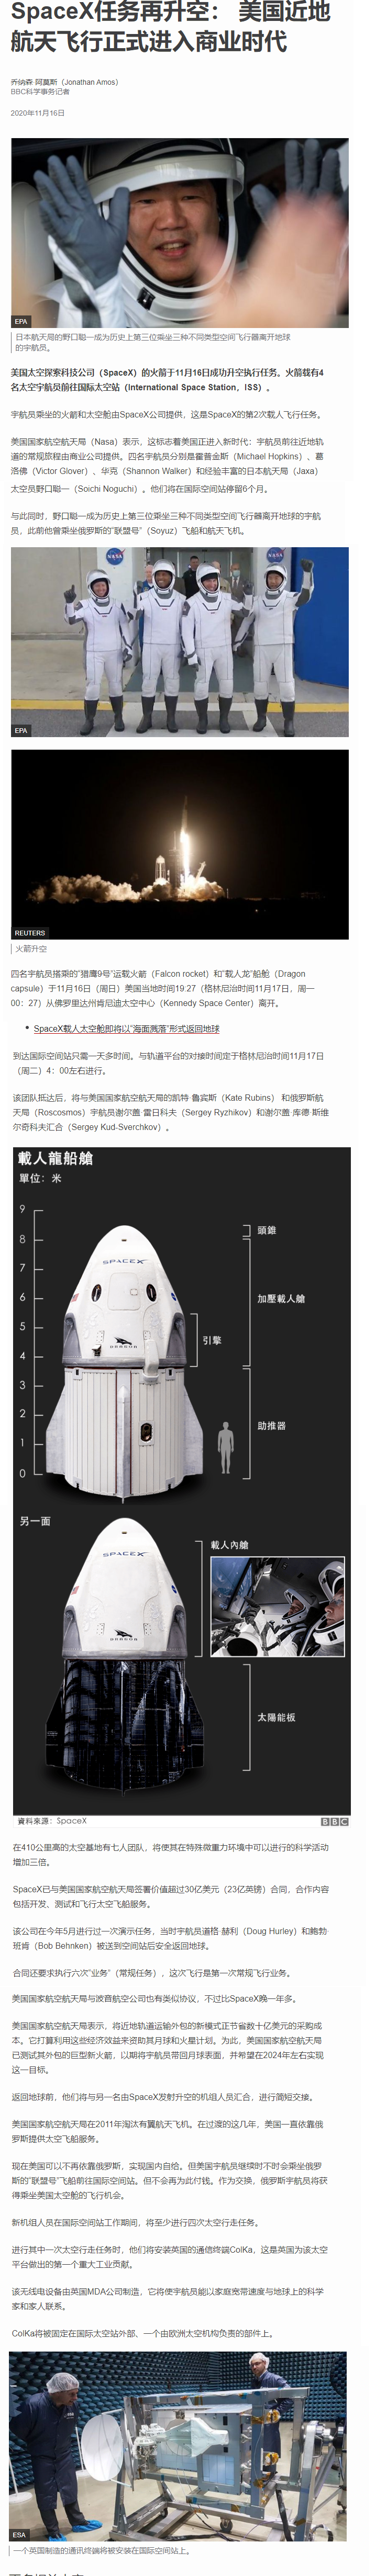 SpaceX任务再升空： 美国近地
航天飞行正式进入商业时代
乔纳森·阿莫斯（Jonathan Amos）
BBC科学事务记者
2020年11月16日
EPA
日本航天局的野口聪一成为历史上第三位乘坐三种不同类型空间飞行器离开地球
的宇航员。
美国太空探索科技公司（SpaceX）的火箭于11月16日成功升空执行任务。火箭载有4
名太空宇航员前往国际太空站（International Space Station，ISS）。
宇航员乘坐的火箭和太空舱由SpaceX公司提供，这是SpaceX的第2次载人飞行任务。
美国国家航空航天局（Nasa）表示，这标志着美国正进入新时代：宇航员前往近地轨
道的常规旅程由商业公司提供。四名宇航员分别是霍普金斯（Michael Hopkins）、葛
洛佛（Victor Glover）、华克（Shannon Walker）和经验丰富的日本航天局（Jaxa）
太空员野口聪一（Soichi Noguchi）。他们将在国际空间站停留6个月。
与此同时，野口聪一成为历史上第三位乘坐三种不同类型空间飞行器离开地球的宇航
员，此前他曾乘坐俄罗斯的“联盟号”（Soyuz）飞船和航天飞机。
NASA
NASA
EPA
REUTERS
火箭升空
四名宇航员搭乘的“猎鹰9号”运载火箭（Falcon rocket）和“载人龙”船舱（Dragon
capsule）于11月16日（周日）美国当地时间19:27（格林尼治时间11月17日，周一
00：27）从佛罗里达州肯尼迪太空中心（Kennedy Space Center）离开。
SpaceX载人太空舱即将以“海面溅落”形式返回地球
到达国际空间站只需一天多时间。与轨道平台的对接时间定于格林尼治时间11月17日
（周二）4：00左右进行。
该团队抵达后，将与美国国家航空航天局的凯特·鲁宾斯（Kate Rubins） 和俄罗斯航
天局（Roscosmos）宇航员谢尔盖·雷日科夫（Sergey Ryzhikov）和谢尔盖·库德-斯维
尔奇科夫汇合（Sergey Kud-Sverchkov）。
載人龍船艙
單位：米
9
8
7
6
5
4
3
2
1
0
SPACEX
DRAGON
頭錐
加壓載人艙
引擎
助推器
另一面
SPACEX
DRAGON
載人內艙
太陽能板
資料來源：SpaceX
BBC
在410公里高的太空基地有七人团队，将使其在特殊微重力环境中可以进行的科学活动
增加三倍。
SpaceX已与美国国家航空航天局签署价值超过30亿美元（23亿英镑）合同，合作内容
包括开发、测试和飞行太空飞船服务。
该公司在今年5月进行过一次演示任务，当时宇航员道格·赫利（Doug Hurley）和鲍勃·
班肯（Bob Behnken）被送到空间站后安全返回地球。
合同还要求执行六次“业务”（常规任务），这次飞行是第一次常规飞行业务。
美国国家航空航天局与波音航空公司也有类似协议，不过比SpaceX晚一年多。
美国国家航空航天局表示，将近地轨道运输外包的新模式正节省数十亿美元的采购成
本。它打算利用这些经济效益来资助其月球和火星计划。为此，美国国家航空航天局
已测试其外包的巨型新火箭，以期将宇航员带回月球表面，并希望在2024年左右实现
这一目标。
返回地球前，他们将与另一名由SpaceX发射升空的机组人员汇合，进行简短交接。
美国国家航空航天局在2011年淘汰有翼航天飞机。在过渡的这几年，美国一直依靠俄
罗斯提供太空飞船服务。
现在美国可以不再依靠俄罗斯，实现国内自给。但美国宇航员继续时不时会乘坐俄罗
斯的“联盟号”飞船前往国际空间站。但不会再为此付钱。作为交换，俄罗斯宇航员将获
得乘坐美国太空舱的飞行机会。
新机组人员在国际空间站工作期间，将至少进行四次太空行走任务。
进行其中一次太空行走任务时，他们将安装英国的通信终端ColKa，这是英国为该太空
平台做出的第一个重大工业贡献。
该无线电设备由英国MDA公司制造，它将使宇航员能以家庭宽带速度与地球上的科学
家和家人联系。
ColKa将被固定在国际太空站外部、一个由欧洲太空机构负责的部件上。
ESA
一个英国制造的通讯终端将被安装在国际空间站上。